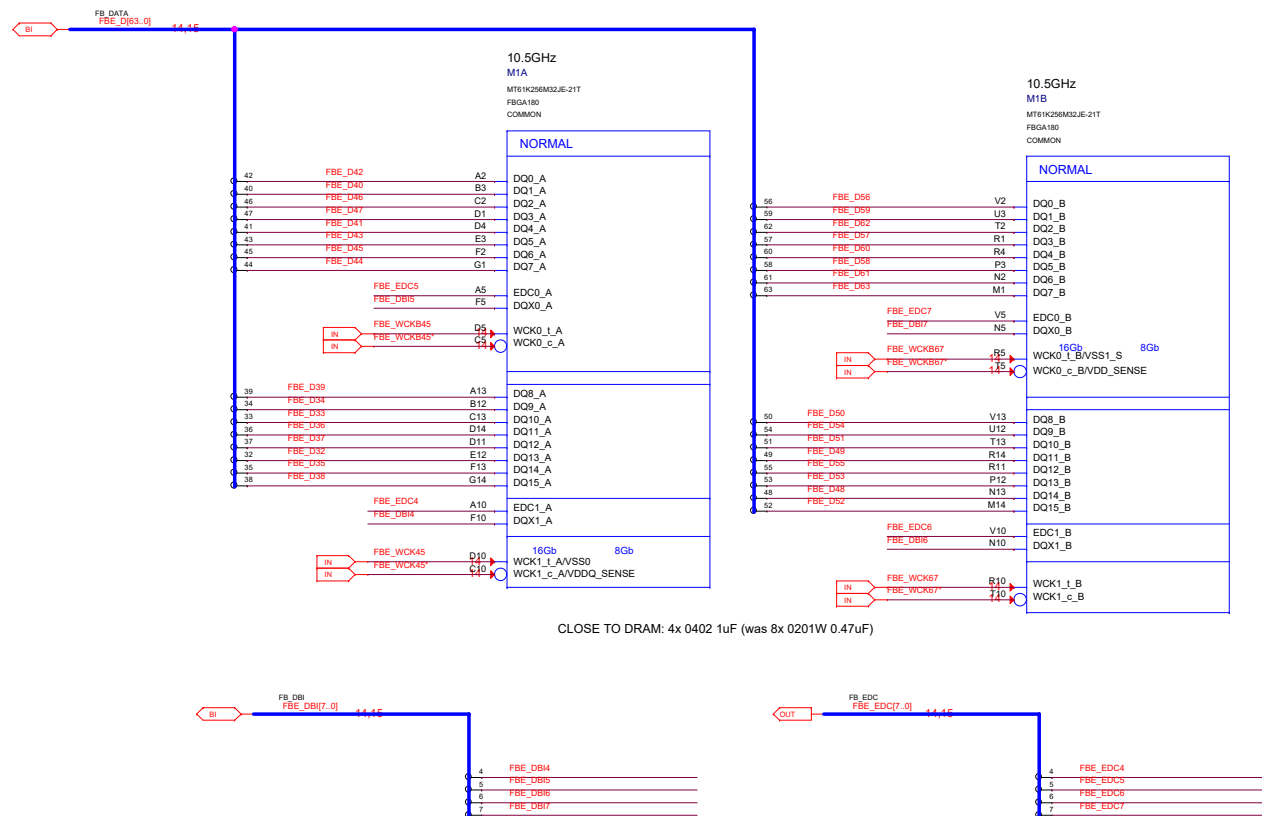 FB_DATA
BI FBE_D[63..0] 14,15
10.5GHz
M1A
MT61K256M32JE-21T
FBGA180
COMMON
NORMAL
42 FBE_D42 A2 DQ0_A
40 FBE_D40 B3 DQ1_A
46 FBE_D46 C2 DQ2_A
47 FBE_D47 D1 DQ3_A
41 FBE_D41 D4 DQ4_A
43 FBE_D43 E3 DQ5_A
45 FBE_D45 F2 DQ6_A
44 FBE_D44 G1 DQ7_A
FBE_EDC5 A5 EDC0_A
FBE_DBI5 F5 DQX0_A
IN FBE_WCKB45 14 D5 WCK0_t_A
IN FBE_WCKB45* 14 C5 WCK0_c_A
39 FBE_D39 A13 DQ8_A
34 FBE_D34 B12 DQ9_A
33 FBE_D33 C13 DQ10_A
36 FBE_D36 D14 DQ11_A
37 FBE_D37 D11 DQ12_A
32 FBE_D32 E12 DQ13_A
35 FBE_D35 F13 DQ14_A
38 FBE_D38 G14 DQ15_A
FBE_EDC4 A10 EDC1_A
FBE_DBI4 F10 DQX1_A
16Gb 8Gb
IN FBE_WCK45 14 D10 WCK1_t_A/VSS0
IN FBE_WCK45* 14 C10 WCK1_c_A/VDDQ_SENSE
10.5GHz
M1B
MT61K256M32JE-21T
FBGA180
COMMON
NORMAL
56 FBE_D56 V2 DQ0_B
59 FBE_D59 U3 DQ1_B
62 FBE_D62 T2 DQ2_B
57 FBE_D57 R1 DQ3_B
60 FBE_D60 R4 DQ4_B
58 FBE_D58 P3 DQ5_B
61 FBE_D61 N2 DQ6_B
63 FBE_D63 M1 DQ7_B
FBE_EDC7 V5 EDC0_B
FBE_DBI7 N5 DQX0_B
16Gb 8Gb
IN FBE_WCKB67 14 R5 WCK0_t_B/VSS1_S
IN FBE_WCKB67* 14 T5 WCK0_c_B/VDD_SENSE
50 FBE_D50 V13 DQ8_B
54 FBE_D54 U12 DQ9_B
51 FBE_D51 T13 DQ10_B
49 FBE_D49 R14 DQ11_B
55 FBE_D55 R11 DQ12_B
53 FBE_D53 P12 DQ13_B
48 FBE_D48 N13 DQ14_B
52 FBE_D52 M14 DQ15_B
FBE_EDC6 V10 EDC1_B
FBE_DBI6 N10 DQX1_B
IN FBE_WCK67 14 R10 WCK1_t_B
IN FBE_WCK67* 14 T10 WCK1_c_B
CLOSE TO DRAM: 4x 0402 1uF (was 8x 0201W 0.47uF)
FB_DBI
BI FBE_DBI[7..0] 14,15
4 FBE_DBI4
5 FBE_DBI5
6 FBE_DBI6
7 FBE_DBI7
FB_EDC
OUT FBE_EDC[7..0] 14,15
4 FBE_EDC4
5 FBE_EDC5
6 FBE_EDC6
7 FBE_EDC7